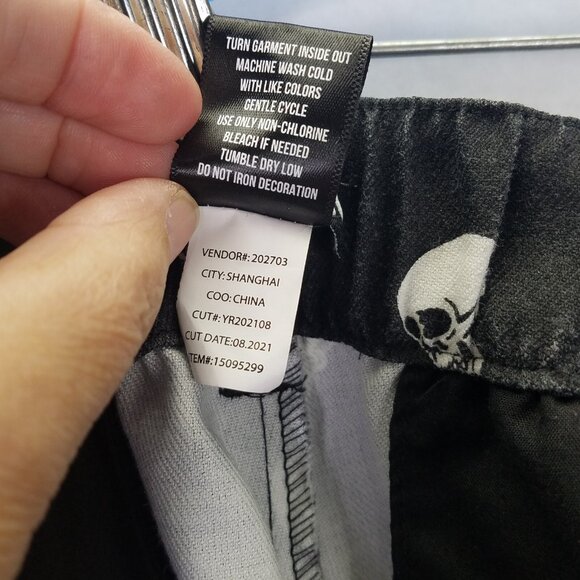 TURN GARMENT INSIDE OUT
MACHINE WASH COLD
WITH LIKE COLORS
GENTLE CYCLE
USE ONLY NON-CHLORINE
BLEACH IF NEEDED
TUMBLE DRY LOW
DO NOT IRON DECORATION
VENDOR#: 202703
CITY: SHANGHAI
COO: CHINA
CUT#: YR202108
CUT DATE:08.2021
ITEM#:15095299